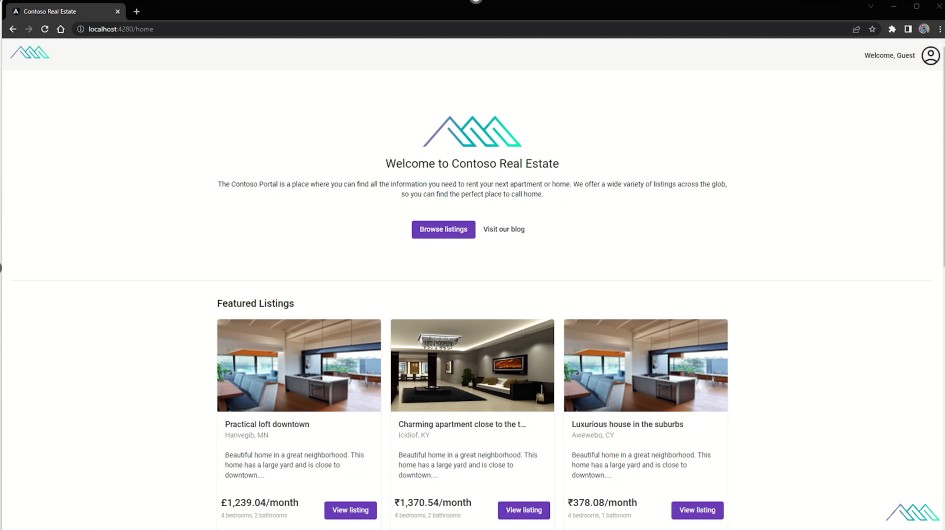 Contoso Real Estate
localhost:4280/home
Welcome, Guest
Welcome to Contoso Real Estate
The Contoso Portal is a place where you can find all the information you need to rent your next apartment or home. We offer a wide variety of listings across the glob,
so you can find the perfect place to call home.
Browse listings Visit our blog
Featured Listings
Practical loft downtown
Hanvegib, MN
Beautiful home in a great neighborhood. This
home has a large yard and is close to
downtown....
£1,239.04/month
4 bedrooms, 2 bathrooms
View listing
Charming apartment close to the t...
Icidiof, KY
Beautiful home in a great neighborhood. This
home has a large yard and is close to
downtown....
₹1,370.54/month
4 bedrooms, 2 bathrooms
View listing
Luxurious house in the suburbs
Awewebo, CY
Beautiful home in a great neighborhood. This
home has a large yard and is close to
downtown....
₹378.08/month
4 bedrooms, 1 bathroom
View listing